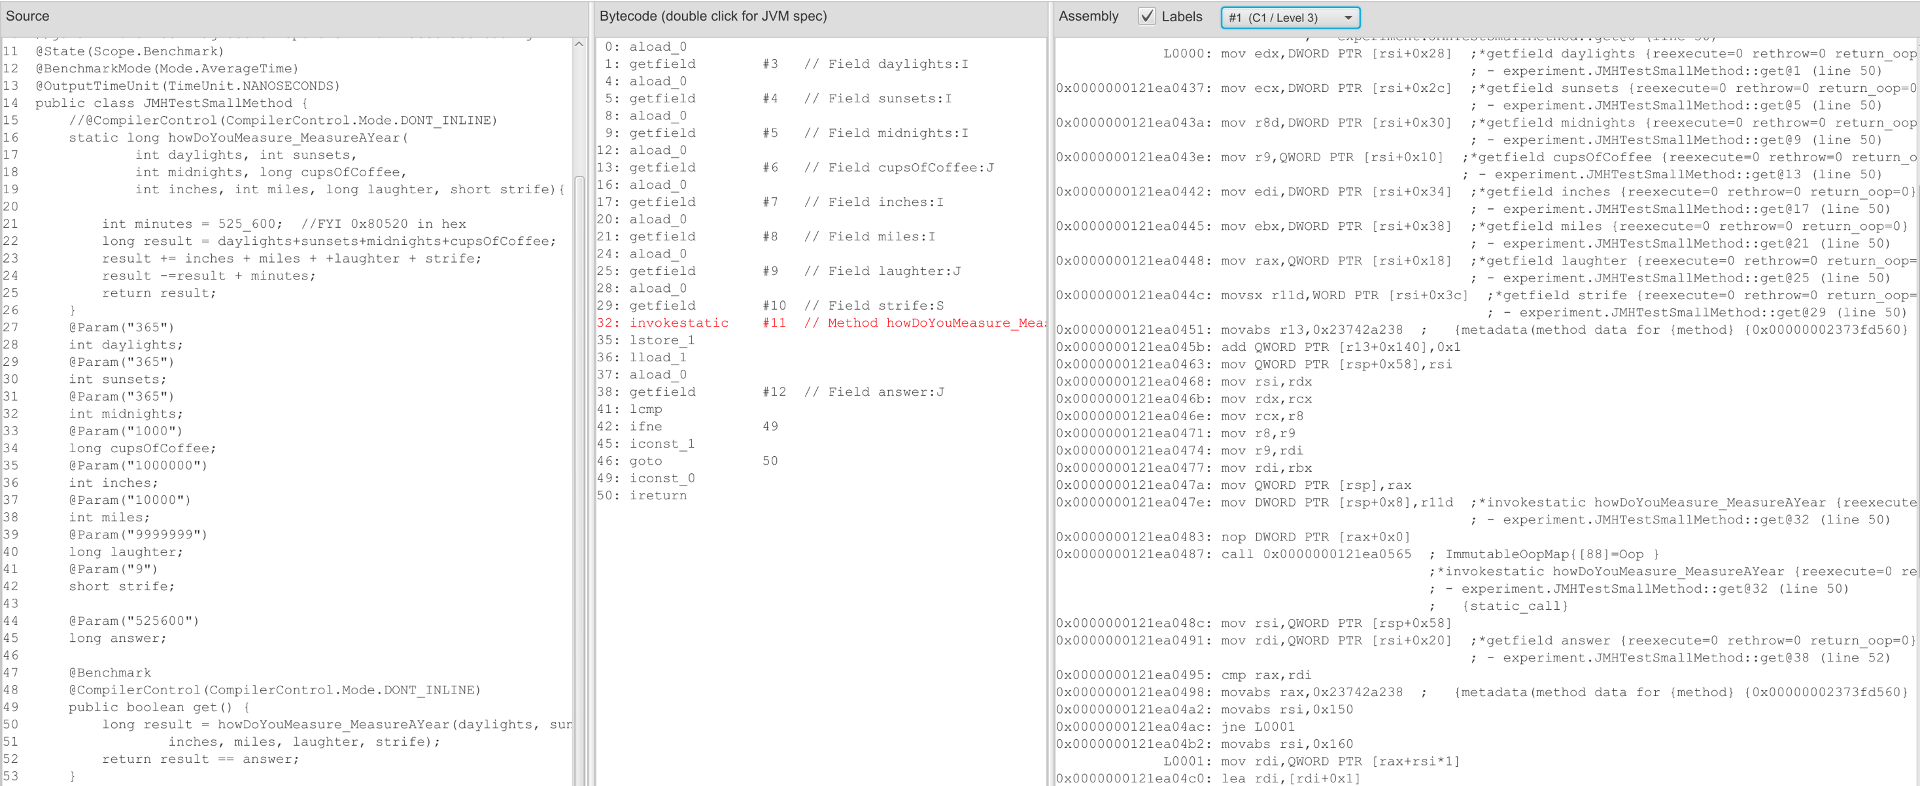 Source
11 @State(Scope.Benchmark)
12 @BenchmarkMode(Mode.AverageTime)
13 @OutputTimeUnit(TimeUnit.NANOSECONDS)
14 public class JMHTestSmallMethod {
15 //@CompilerControl(CompilerControl.Mode.DONT_INLINE)
16 static long howDoYouMeasure_MeasureAYear(
17 int daylights, int sunsets,
18 int midnights, long cupsOfCoffee,
19 int inches, int miles, long laughter, short strife){
20
21 int minutes = 525_600; //FYI 0x80520 in hex
22 long result = daylights+sunsets+midnights+cupsOfCoffee;
23 result += inches + miles + +laughter + strife;
24 result -=result + minutes;
25 return result;
26 }
27 @Param("365")
28 int daylights;
29 @Param("365")
30 int sunsets;
31 @Param("365")
32 int midnights;
33 @Param("1000")
34 long cupsOfCoffee;
35 @Param("1000000")
36 int inches;
37 @Param("10000")
38 int miles;
39 @Param("9999999")
40 long laughter;
41 @Param("9")
42 short strife;
43
44 @Param("525600")
45 long answer;
46
47 @Benchmark
48 @CompilerControl(CompilerControl.Mode.DONT_INLINE)
49 public boolean get() {
50 long result = howDoYouMeasure_MeasureAYear(daylights, sun
51 inches, miles, laughter, strife);
52 return result == answer;
53 }
Bytecode (double click for JVM spec)
0: aload_0
1: getfield #3 // Field daylights:I
4: aload_0
5: getfield #4 // Field sunsets:I
8: aload_0
9: getfield #5 // Field midnights:I
12: aload_0
13: getfield #6 // Field cupsOfCoffee:J
16: aload_0
17: getfield #7 // Field inches:I
20: aload_0
21: getfield #8 // Field miles:I
24: aload_0
25: getfield #9 // Field laughter:J
28: aload_0
29: getfield #10 // Field strife:S
32: invokestatic #11 // Method howDoYouMeasure_Meas
35: lstore_1
36: lload_1
37: aload_0
38: getfield #12 // Field answer:J
41: lcmp
42: ifne 49
45: iconst_1
46: goto 50
49: iconst_0
50: ireturn
Assembly Labels #1 (C1 / Level 3)
L0000: mov edx,DWORD PTR [rsi+0x28] ;*getfield daylights {reexecute=0 rethrow=0 return_oop
; - experiment.JMHTestSmallMethod::get@1 (line 50)
0x0000000121ea0437: mov ecx,DWORD PTR [rsi+0x2c] ;*getfield sunsets {reexecute=0 rethrow=0 return_oop=0
; - experiment.JMHTestSmallMethod::get@5 (line 50)
0x0000000121ea043a: mov r8d,DWORD PTR [rsi+0x30] ;*getfield midnights {reexecute=0 rethrow=0 return_oop
; - experiment.JMHTestSmallMethod::get@9 (line 50)
0x0000000121ea043e: mov r9,QWORD PTR [rsi+0x10] ;*getfield cupsOfCoffee {reexecute=0 rethrow=0 return_o
; - experiment.JMHTestSmallMethod::get@13 (line 50)
0x0000000121ea0442: mov edi,DWORD PTR [rsi+0x34] ;*getfield inches {reexecute=0 rethrow=0 return_oop=0}
; - experiment.JMHTestSmallMethod::get@17 (line 50)
0x0000000121ea0445: mov ebx,DWORD PTR [rsi+0x38] ;*getfield miles {reexecute=0 rethrow=0 return_oop=0}
; - experiment.JMHTestSmallMethod::get@21 (line 50)
0x0000000121ea0448: mov rax,QWORD PTR [rsi+0x18] ;*getfield laughter {reexecute=0 rethrow=0 return_oop=
; - experiment.JMHTestSmallMethod::get@25 (line 50)
0x0000000121ea044c: movsx r11d,WORD PTR [rsi+0x3c] ;*getfield strife {reexecute=0 rethrow=0 return_oop=
; - experiment.JMHTestSmallMethod::get@29 (line 50)
0x0000000121ea0451: movabs r13,0x23742a238 ; {metadata(method data for {method} {0x00000002373fd560}
0x0000000121ea045b: add QWORD PTR [r13+0x140],0x1
0x0000000121ea0463: mov QWORD PTR [rsp+0x58],rsi
0x0000000121ea0468: mov rsi,rdx
0x0000000121ea046b: mov rdx,rcx
0x0000000121ea046e: mov rcx,r8
0x0000000121ea0471: mov r8,r9
0x0000000121ea0474: mov r9,rdi
0x0000000121ea0477: mov rdi,rbx
0x0000000121ea047a: mov QWORD PTR [rsp],rax
0x0000000121ea047e: mov DWORD PTR [rsp+0x8],r11d ;*invokestatic howDoYouMeasure_MeasureAYear {reexecute
; - experiment.JMHTestSmallMethod::get@32 (line 50)
0x0000000121ea0483: nop DWORD PTR [rax+0x0]
0x0000000121ea0487: call 0x0000000121ea0565 ; ImmutableOopMap{[88]=Oop }
;*invokestatic howDoYouMeasure_MeasureAYear {reexecute=0 re
; - experiment.JMHTestSmallMethod::get@32 (line 50)
; {static_call}
0x0000000121ea048c: mov rsi,QWORD PTR [rsp+0x58]
0x0000000121ea0491: mov rdi,QWORD PTR [rsi+0x20] ;*getfield answer {reexecute=0 rethrow=0 return_oop=0}
; - experiment.JMHTestSmallMethod::get@38 (line 52)
0x0000000121ea0495: cmp rax,rdi
0x0000000121ea0498: movabs rax,0x23742a238 ; {metadata(method data for {method} {0x00000002373fd560}
0x0000000121ea04a2: movabs rsi,0x150
0x0000000121ea04ac: jne L0001
0x0000000121ea04b2: movabs rsi,0x160
L0001: mov rdi,QWORD PTR [rax+rsi*1]
0x0000000121ea04c0: lea rdi,[rdi+0x1]